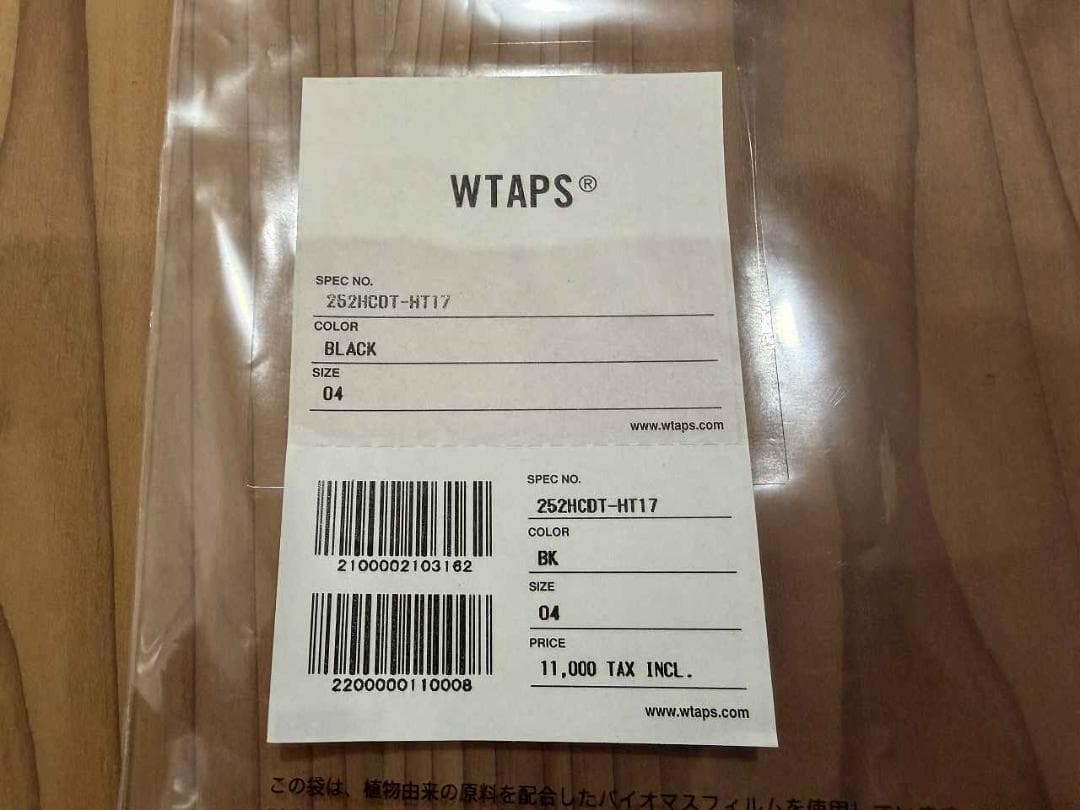 WTAPS®
SPEC NO.
252HCDT-HT17
COLOR
BLACK
SIZE
04
www.wtaps.com
2100002103162
2200000110008
SPEC NO.
252HCDT-HT17
COLOR
BK
SIZE
04
PRICE
11,000 TAX INCL.
www.wtaps.com
この袋は、植物由来の原料を配合したバイオマスフィルムを使用してい